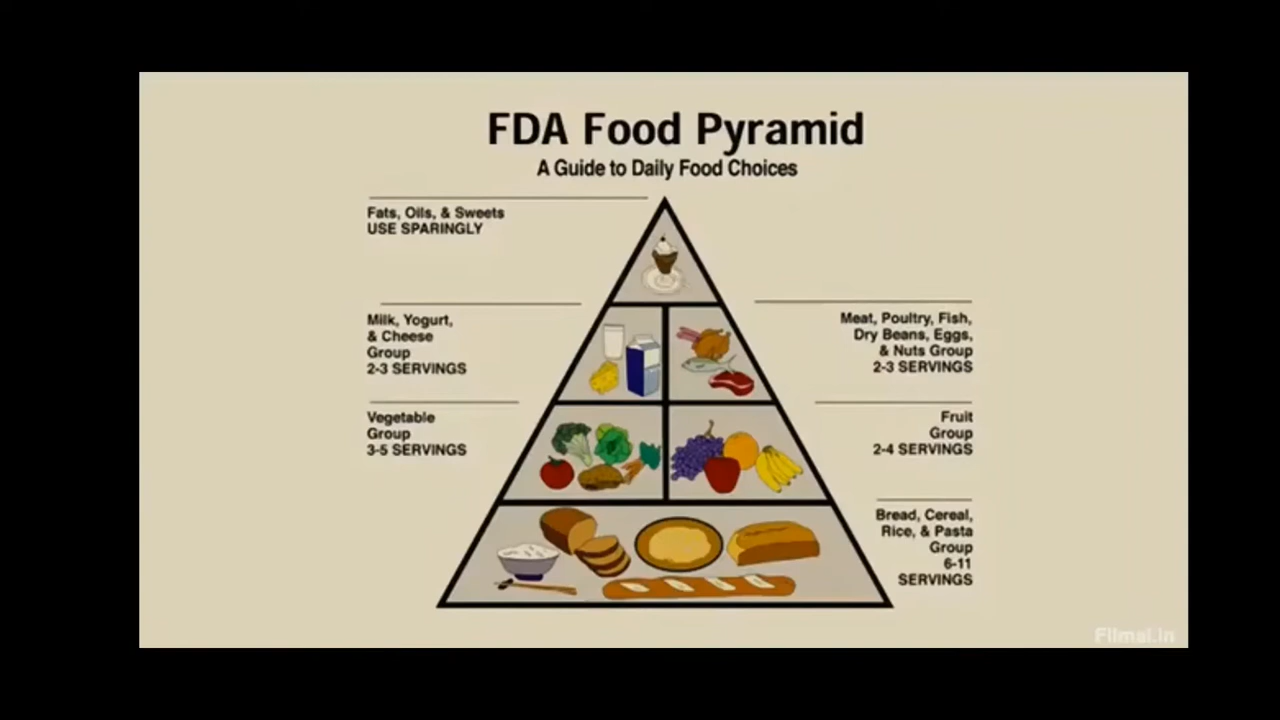 FDA Food Pyramid
A Guide to Daily Food Choices
Fats, Oils, & Sweets
USE SPARINGLY
Milk, Yogurt,
& Cheese
Group
2-3 SERVINGS
Meat, Poultry, Fish,
Dry Beans, Eggs,
& Nuts Group
2-3 SERVINGS
Vegetable
Group
3-5 SERVINGS
Fruit
Group
2-4 SERVINGS
Bread, Cereal,
Rice, & Pasta
Group
6-11
SERVINGS
Filmai.in